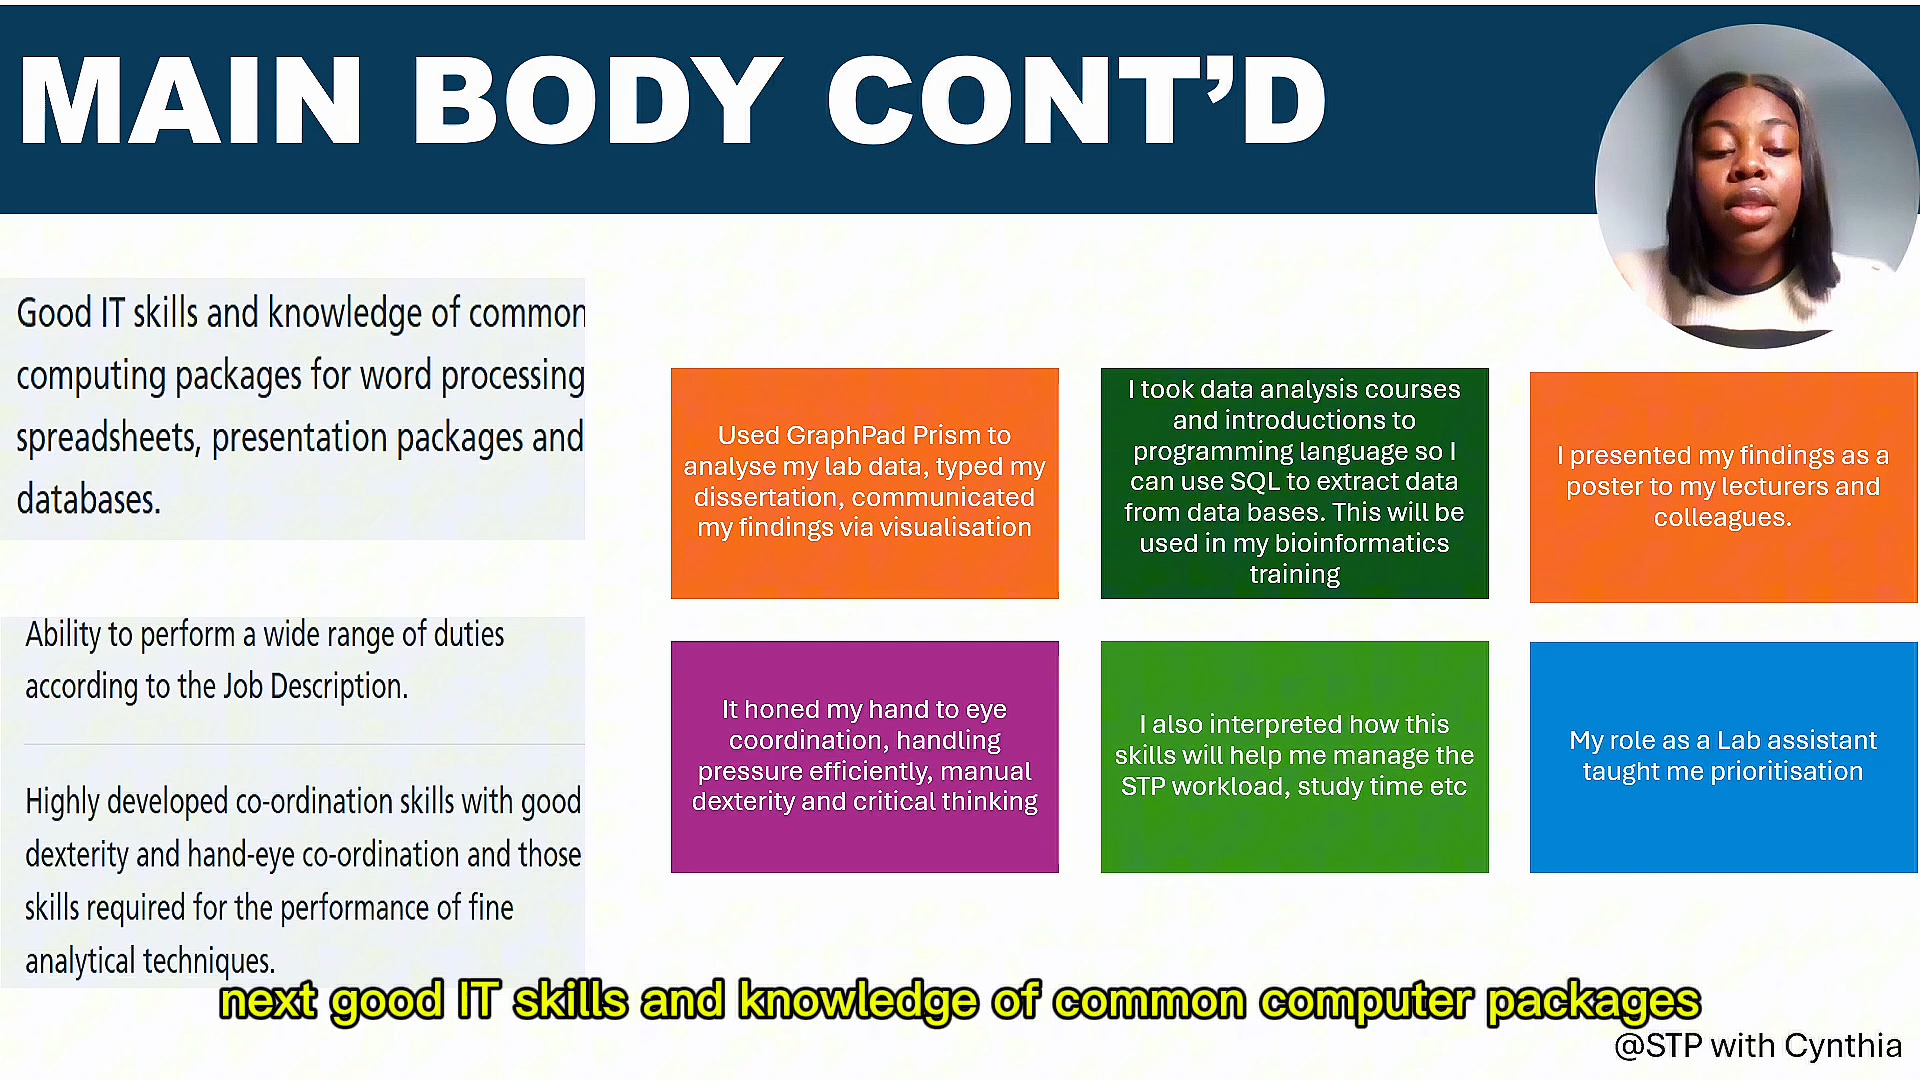 MAIN BODY CONT’D
Good IT skills and knowledge of common
computing packages for word processing
spreadsheets, presentation packages and
databases.
Ability to perform a wide range of duties
according to the Job Description.
Highly developed co-ordination skills with good
dexterity and hand-eye co-ordination and those
skills required for the performance of fine
analytical techniques.
Used GraphPad Prism to
analyse my lab data, typed my
dissertation, communicated
my findings via visualisation
I took data analysis courses
and introductions to
programming language so I
can use SQL to extract data
from data bases. This will be
used in my bioinformatics
training
I presented my findings as a
poster to my lecturers and
colleagues.
It honed my hand to eye
coordination, handling
pressure efficiently, manual
dexterity and critical thinking
I also interpreted how this
skills will help me manage the
STP workload, study time etc
My role as a Lab assistant
taught me prioritisation
next good IT skills and knowledge of common computer packages
@STP with Cynthia